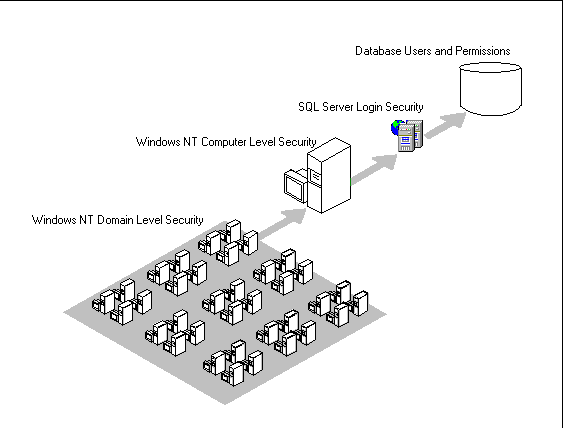 Database Users and Permissions
SQL Server Login Security
Windows NT Computer Level Security
Windows NT Domain Level Security